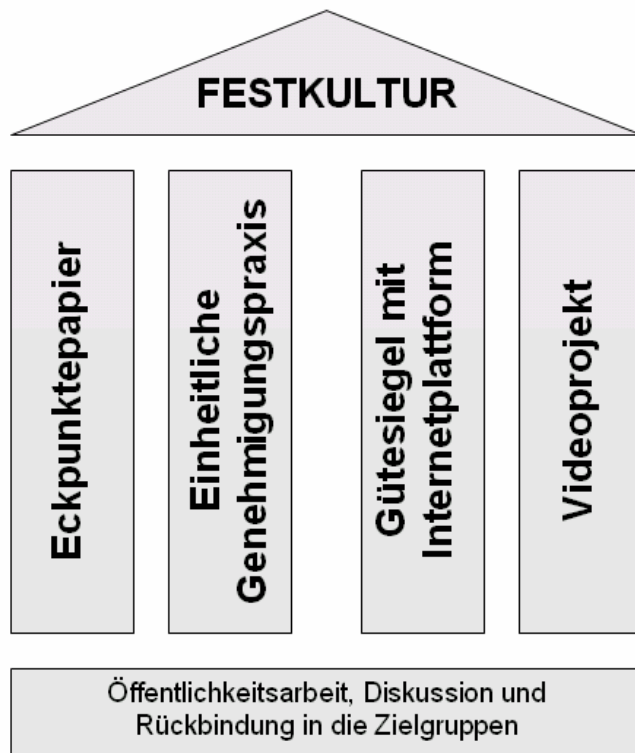 FESTKULTUR
Eckpunktepapier
Einheitliche
Genehmigungspraxis
Gütesiegel mit
Internetplattform
Videoprojekt
Öffentlichkeitsarbeit, Diskussion und
Rückbindung in die Zielgruppen